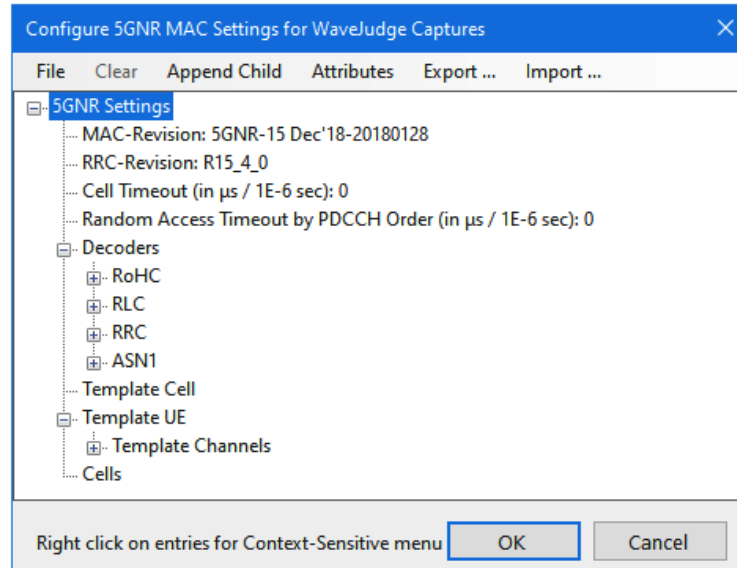 Configure 5GNR MAC Settings for WaveJudge Captures
File Clear Append Child Attributes Export ... Import ...
5GNR Settings
MAC-Revision: 5GNR-15 Dec'18-20180128
RRC-Revision: R15_4_0
Cell Timeout (in µs / 1E-6 sec): 0
Random Access Timeout by PDCCH Order (in µs / 1E-6 sec): 0
Decoders
RoHC
RLC
RRC
ASN1
Template Cell
Template UE
Template Channels
Cells
Right click on entries for Context-Sensitive menu OK Cancel